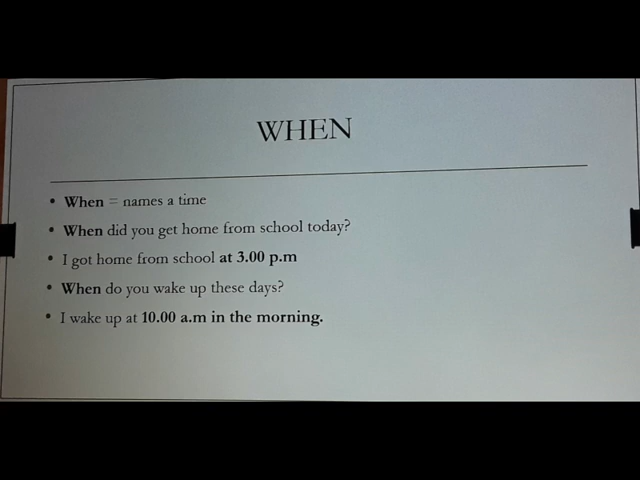 WHEN
• When = names a time
• When did you get home from school today?
• I got home from school at 3.00 p.m
• When do you wake up these days?
• I wake up at 10.00 a.m in the morning.